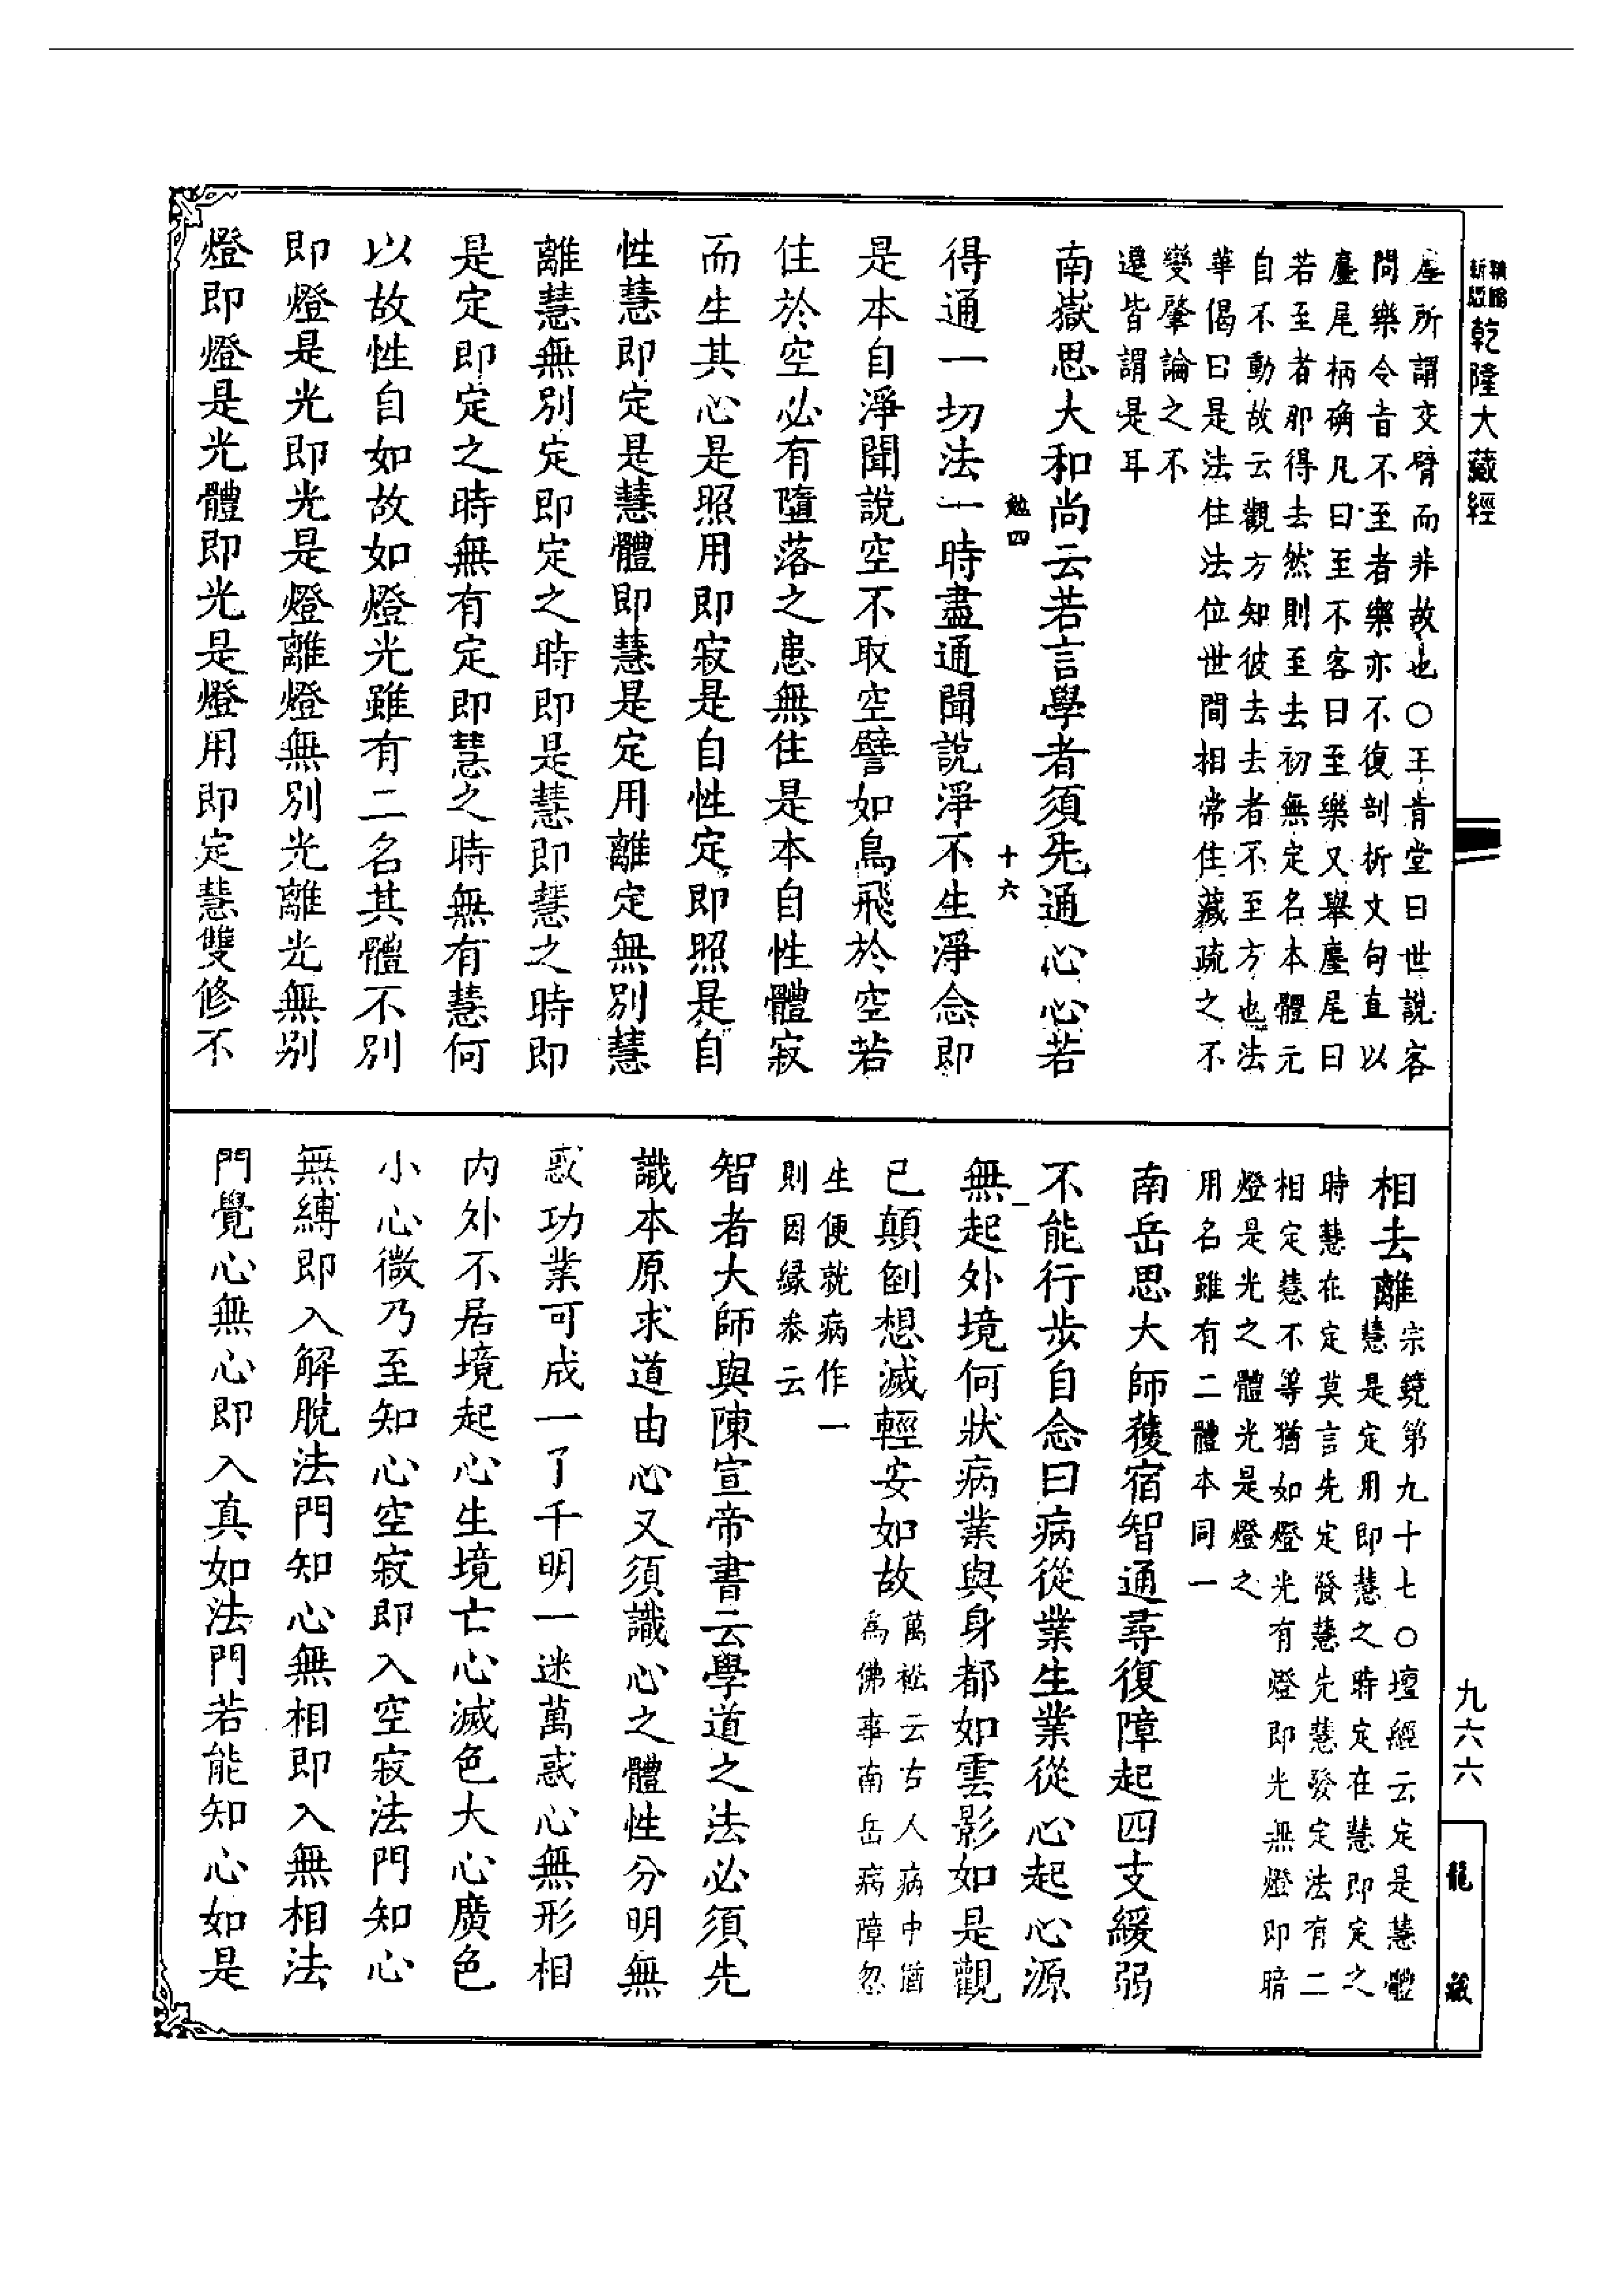 乾隆大藏經
塵所謂交臂而非故也○王肯堂曰世說客
問樂令旨不至者樂亦不復剖析文句直以
麈尾柄确几曰至不客曰至樂又舉麈尾曰
若至者那得去然則至去初無定名本體元
自不動故云觀方知彼去去者不至方也法
華偈曰是法住法位世間相常住藏疏之不
變肇論之不
遷皆謂是耳
南嶽思大和尚云若言學者須先通心心若
勉四
十六
得通一切法一時盡通聞說淨不生淨念即
是本自淨聞說空不取空譬如鳥飛於空若
住於空必有墮落之患無住是本自性體寂
而生其心是照用即寂是自性定即照是自
性慧即定是慧體即慧是定用離定無別慧
離慧無別定即定之時即是慧即慧之時即
是定即定之時無有定即慧之時無有慧何
以故性自如故如燈光雖有二名其體不別
即燈是光即光是燈離燈無別光離光無別
燈即燈是光體即光是燈用即定慧雙修不
相去離
宗鏡第九十七○壇經云定是慧體
慧是定用即慧之時定在慧即定之
時慧在定莫言先定發慧先慧發定法有二
相定慧不等猶如燈光有燈即光無燈即暗
燈是光之體光是燈之
用名雖有二體本同一
南岳思大師獲宿智通尋復障起四支緩弱
不能行步自念曰病從業生業從心起心源
無起外境何狀病業與身都如雲影如是觀
已顛倒想滅輕安如故
萬松云古人病中猶
為佛事南岳病障忽
生便就病作一
則因緣叅云
智者大師與陳宣帝書云學道之法必須先
識本原求道由心又須識心之體性分明無
惑功業可成一了千明一迷萬惑心無形相
內外不居境起心生境亡心滅色大心廣色
小心微乃至知心空寂即入空寂法門知心
無縛即入解脫法門知心無相即入無相法
門覺心無心即入真如法門若能知心如是
九六六
龍藏